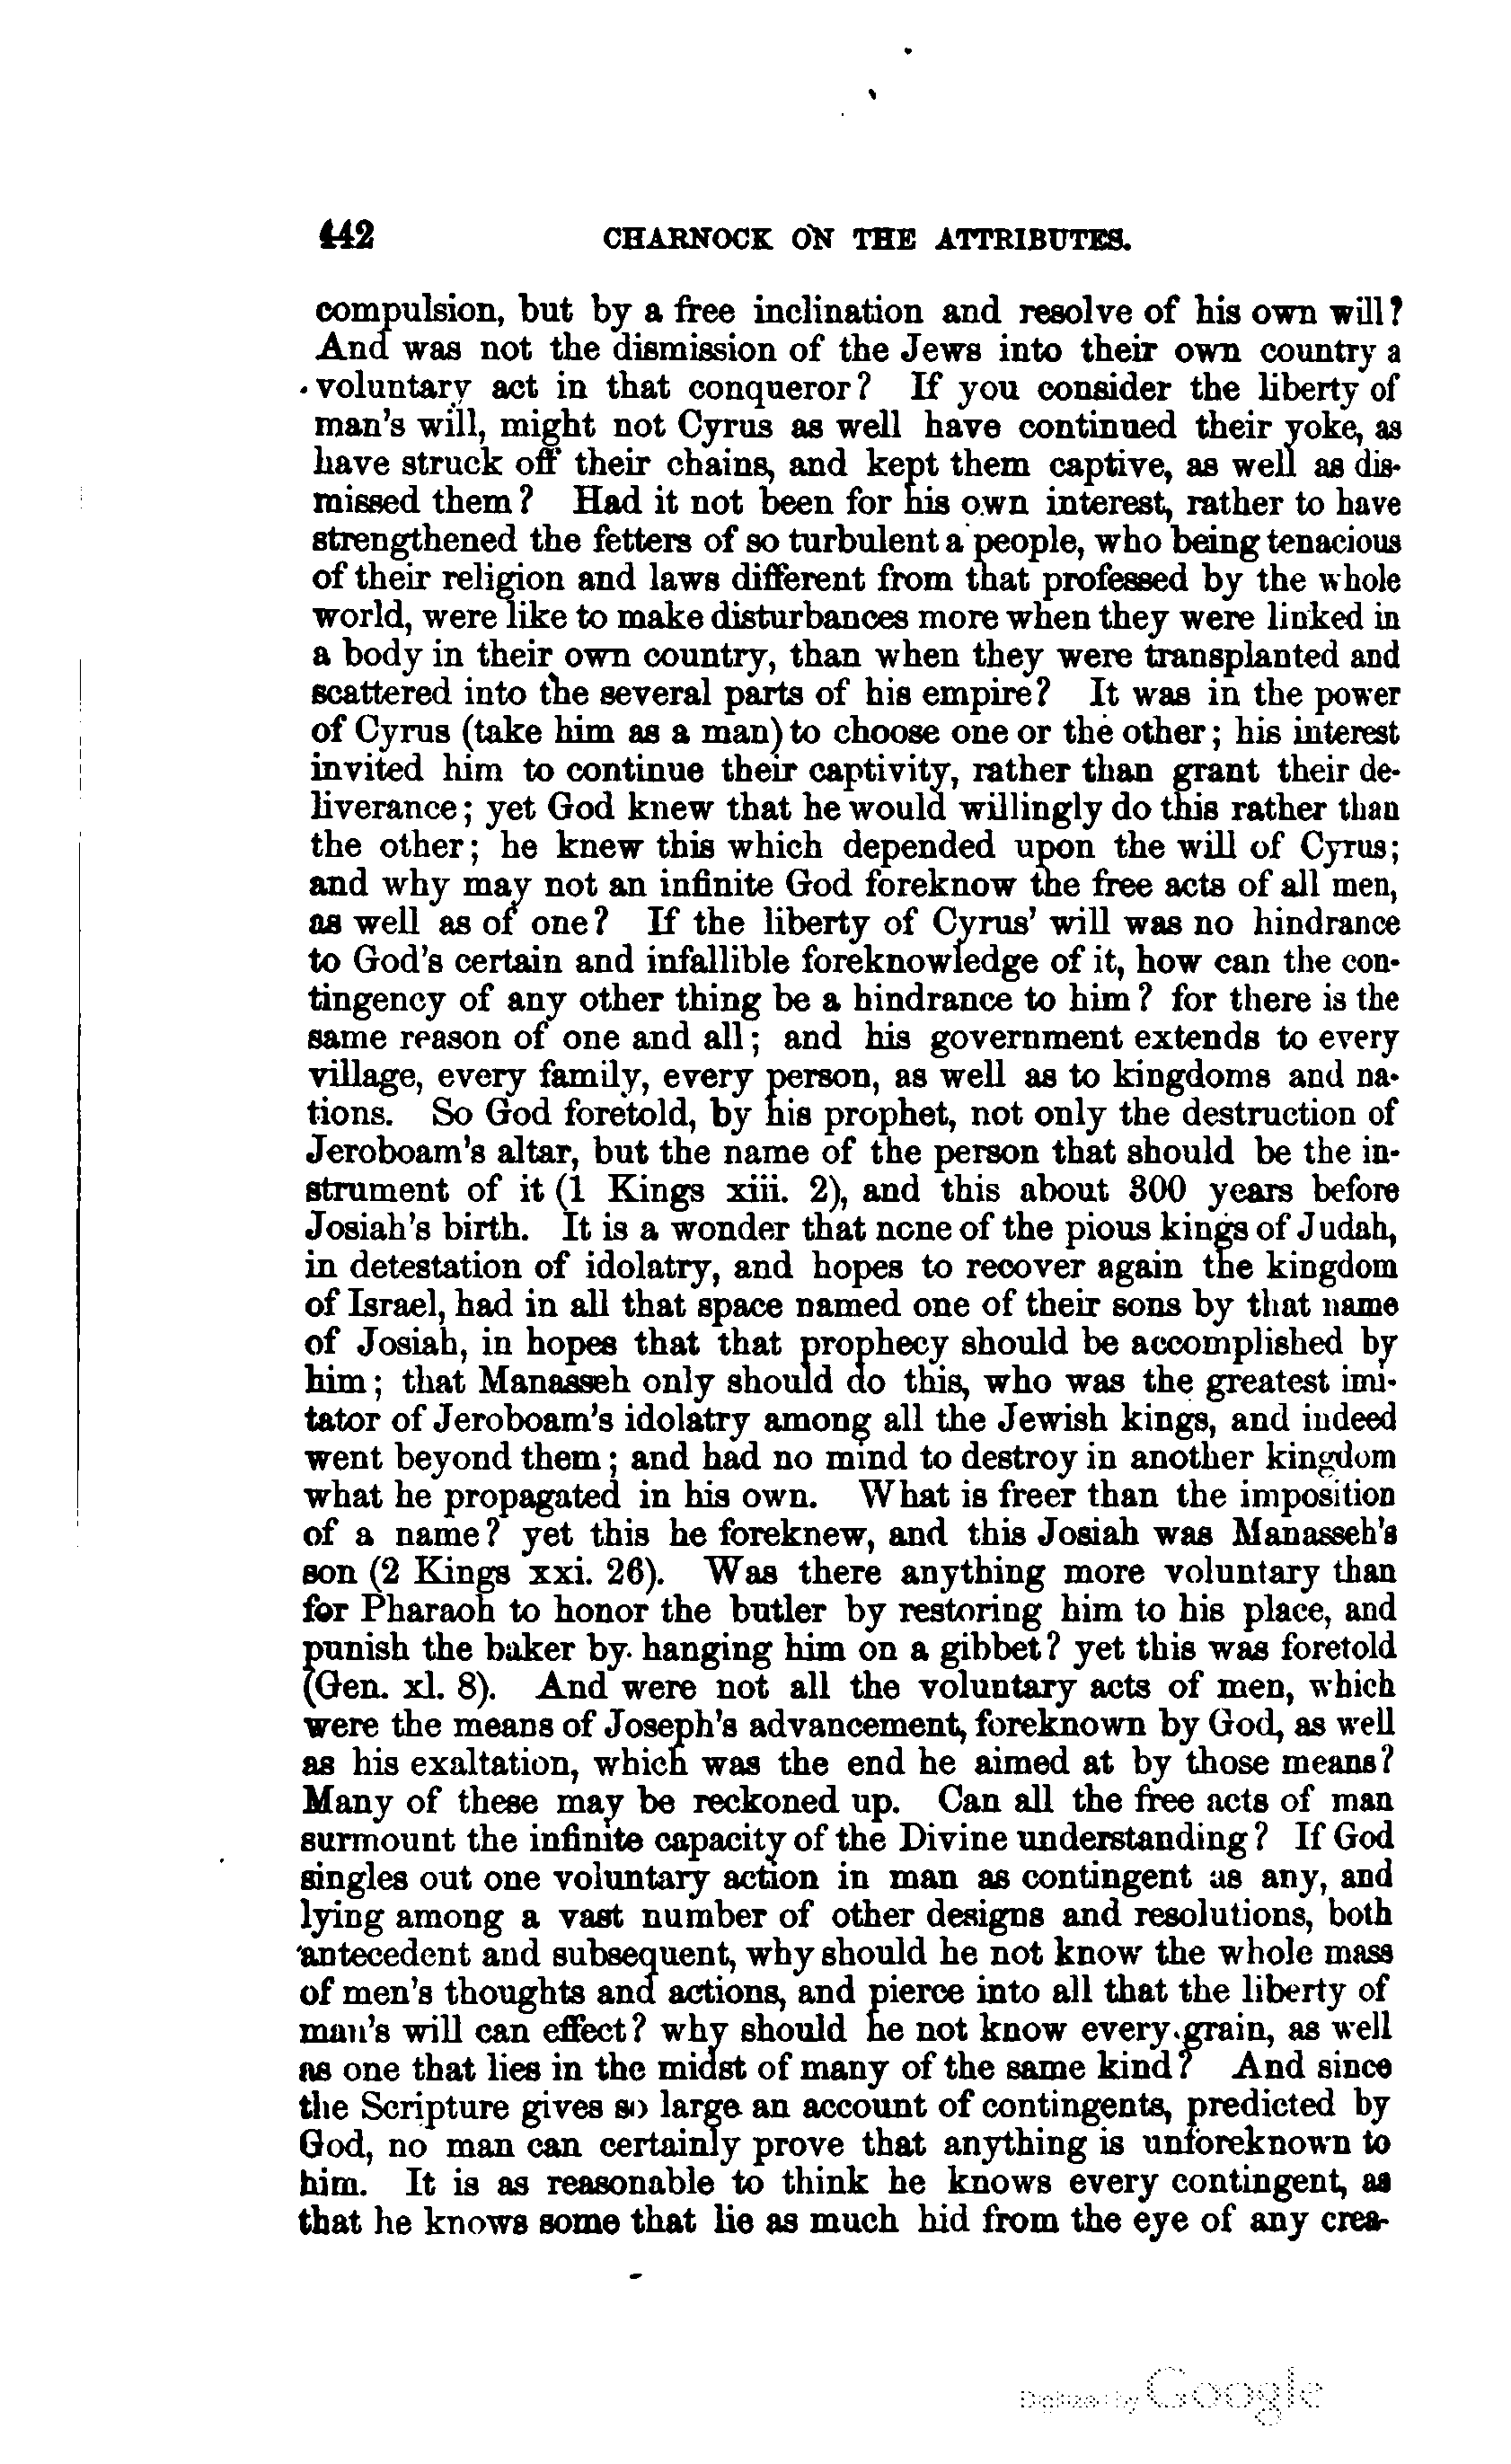 442 CHARNOCK ON THE ATTRIBUTES.
compulsion, but by a free inclination and resolve of his own will?
And was not the dismission of the Jews into their own country a
voluntary act in that conqueror? If you consider the liberty of
man's will, might not Cyrus as well have continued their yoke, as
have struck off their chains, and kept them captive, as well as dis-
missed them? Had it not been for his own interest, rather to have
strengthened the fetters of so turbulent a people, who being tenacious
of their religion and laws different from that professed by the whole
world, were like to make disturbances more when they were linked in
a body in their own country, than when they were transplanted and
scattered into the several parts of his empire? It was in the power
of Cyrus (take him as a man) to choose one or the other; his interest
invited him to continue their captivity, rather than grant their de-
liverance; yet God knew that he would willingly do this rather than
the other; he knew this which depended upon the will of Cyrus;
and why may not an infinite God foreknow the free acts of all men,
as well as of one? If the liberty of Cyrus' will was no hindrance
to God's certain and infallible foreknowledge of it, how can the con-
tingency of any other thing be a hindrance to him? for there is the
same reason of one and all; and his government extends to every
village, every family, every person, as well as to kingdoms and na-
tions. So God foretold, by his prophet, not only the destruction of
Jeroboam's altar, but the name of the person that should be the in-
strument of it (1 Kings xiii. 2), and this about 300 years before
Josiah's birth. It is a wonder that none of the pious kings of Judah,
in detestation of idolatry, and hopes to recover again the kingdom
of Israel, had in all that space named one of their sons by that name
of Josiah, in hopes that that prophecy should be accomplished by
him; that Manasseh only should do this, who was the greatest imi-
tator of Jeroboam's idolatry among all the Jewish kings, and indeed
went beyond them; and had no mind to destroy in another kingdom
what he propagated in his own. What is freer than the imposition
of a name? yet this he foreknew, and this Josiah was Manasseh's
son (2 Kings xxi. 26). Was there anything more voluntary than
for Pharaoh to honor the butler by restoring him to his place, and
punish the baker by hanging him on a gibbet? yet this was foretold
(Gen. xl. 8). And were not all the voluntary acts of men, which
were the means of Joseph's advancement, foreknown by God, as well
as his exaltation, which was the end he aimed at by those means?
Many of these may be reckoned up. Can all the free acts of man
surmount the infinite capacity of the Divine understanding? If God
singles out one voluntary action in man as contingent as any, and
lying among a vast number of other designs and resolutions, both
antecedent and subsequent, why should he not know the whole mass
of men's thoughts and actions, and pierce into all that the liberty of
man's will can effect? why should he not know every grain, as well
as one that lies in the midst of many of the same kind? And since
the Scripture gives so large an account of contingents, predicted by
God, no man can certainly prove that anything is unforeknown to
him. It is as reasonable to think he knows every contingent, as
that he knows some that lie as much hid from the eye of any crea-
Digitized by Google